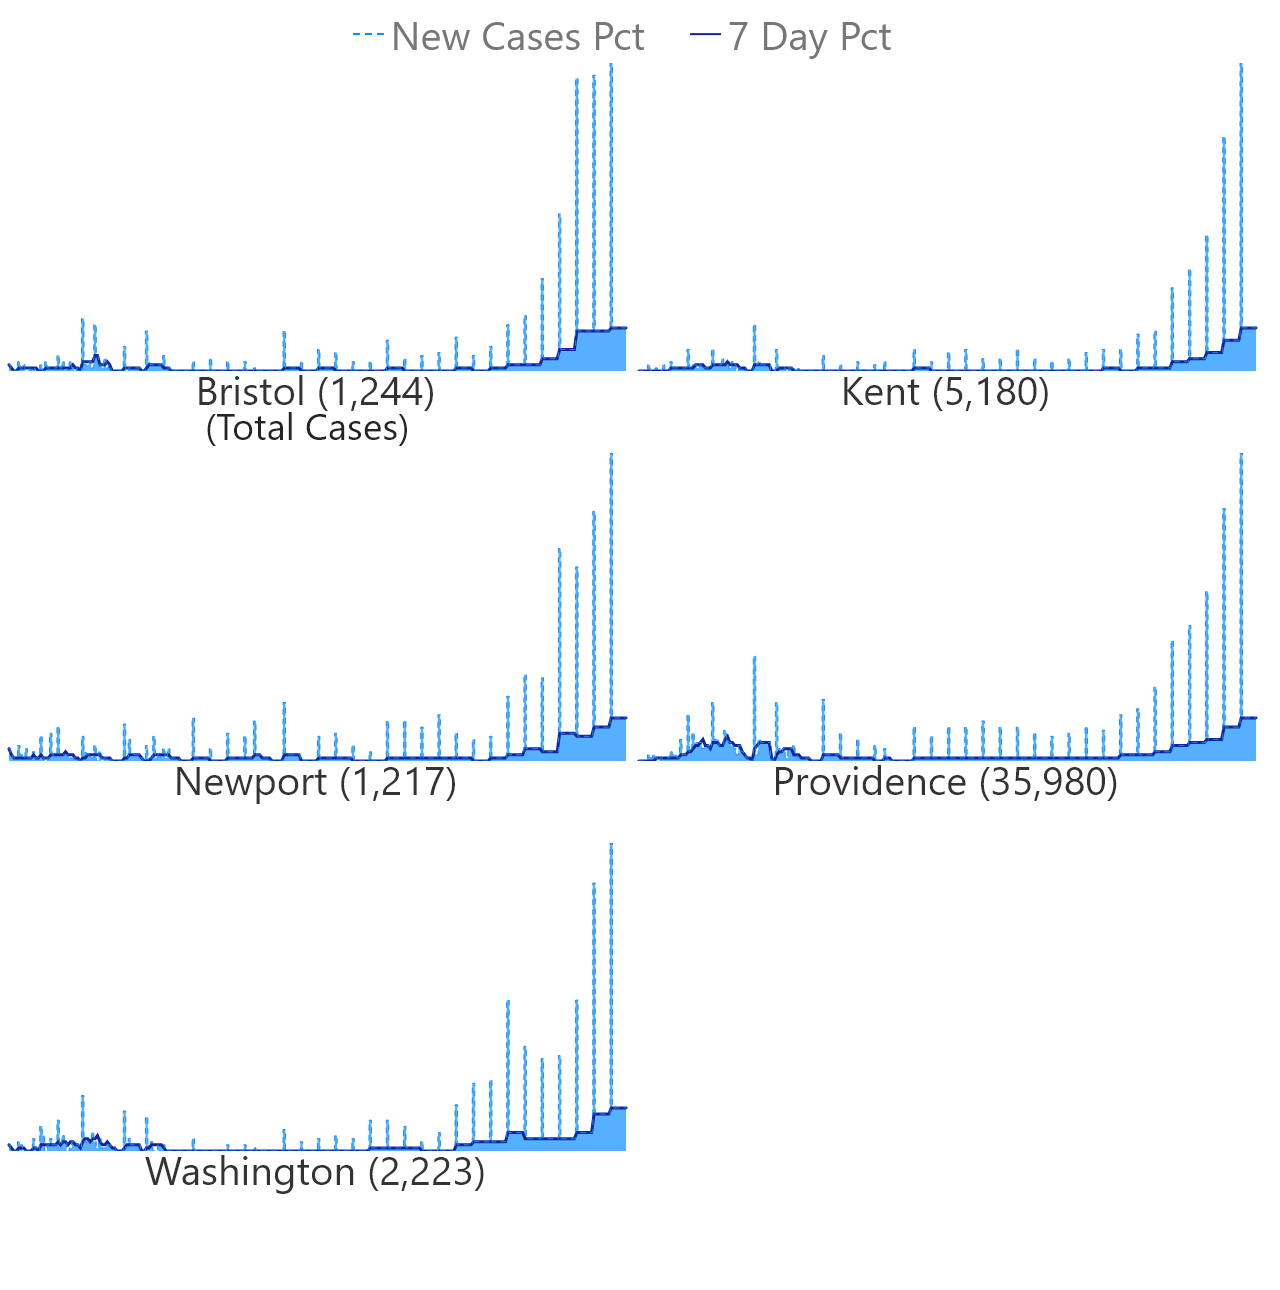 New Cases Pct 7 Day Pct
Bristol (1,244) Kent (5,180)
(Total Cases)
Newport (1,217) Providence (35,980)
Washington (2,223)